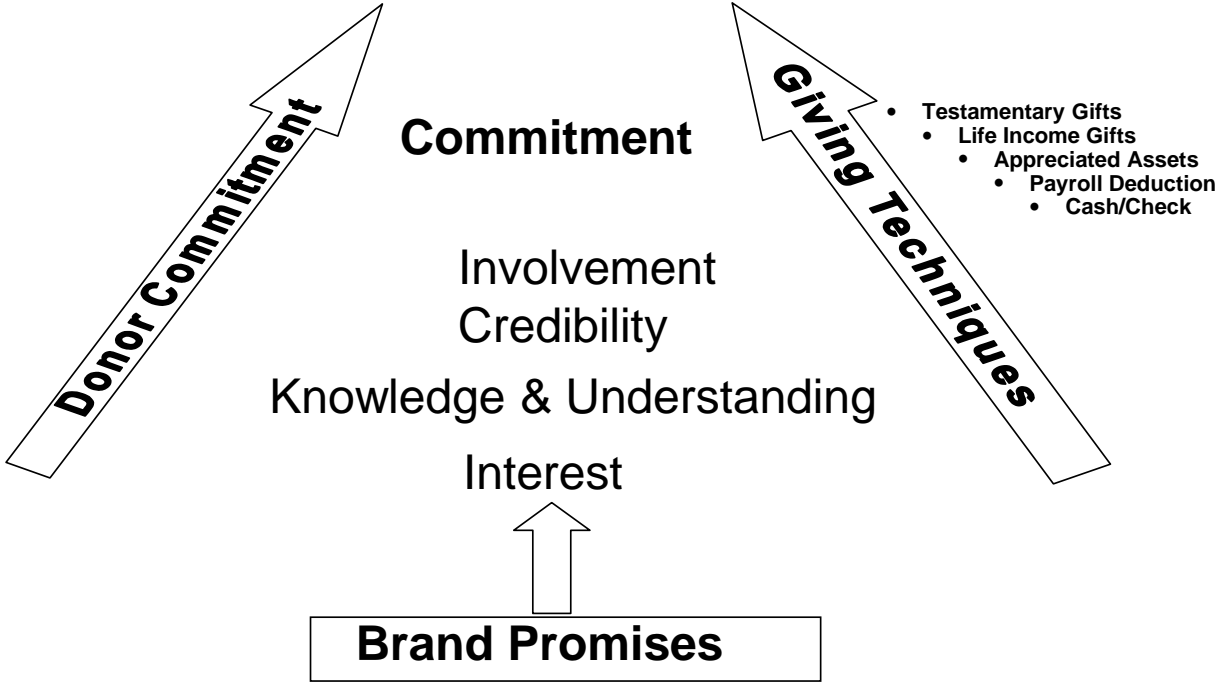 Donor Commitment
Giving Techniques
• Testamentary Gifts
• Life Income Gifts
• Appreciated Assets
• Payroll Deduction
• Cash/Check
Commitment
Involvement
Credibility
Knowledge & Understanding
Interest
Brand Promises